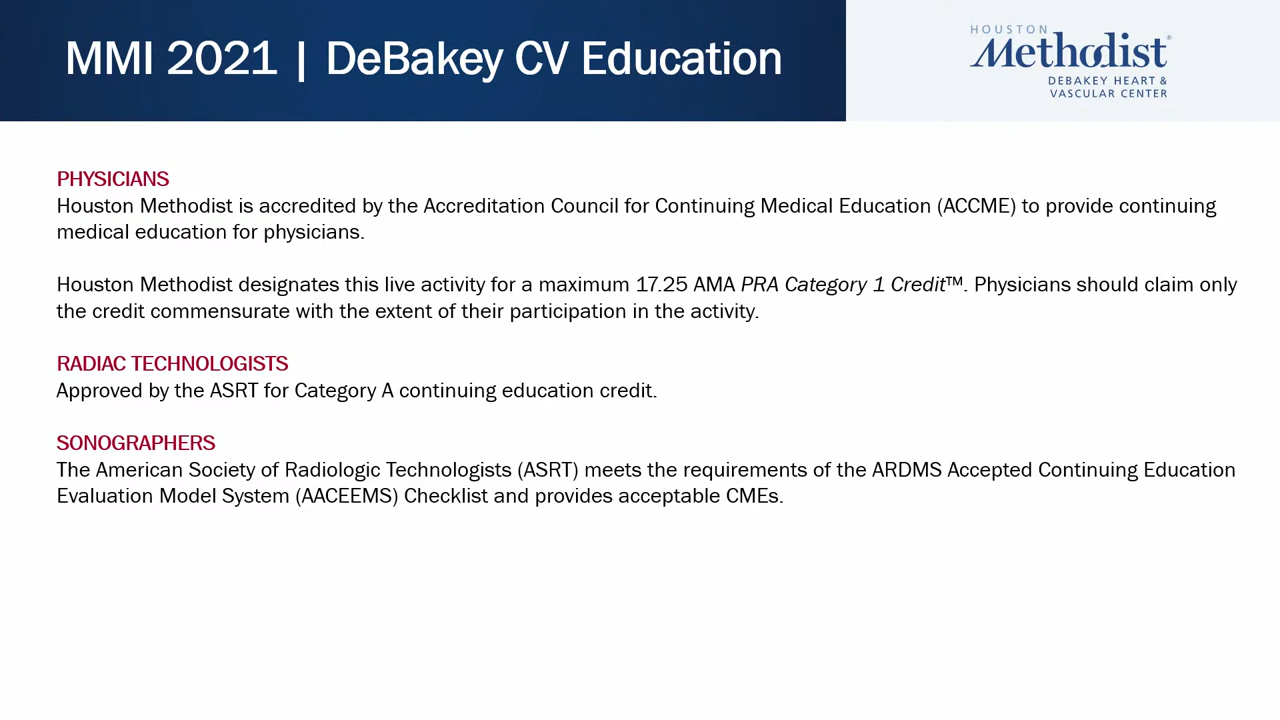 MMI 2021 | DeBakey CV Education
HOUSTON
Methodist®
DEBAKEY HEART &
VASCULAR CENTER
PHYSICIANS
Houston Methodist is accredited by the Accreditation Council for Continuing Medical Education (ACCME) to provide continuing
medical education for physicians.
Houston Methodist designates this live activity for a maximum 17.25 AMA PRA Category 1 Credit™. Physicians should claim only
the credit commensurate with the extent of their participation in the activity.
RADIAC TECHNOLOGISTS
Approved by the ASRT for Category A continuing education credit.
SONOGRAPHERS
The American Society of Radiologic Technologists (ASRT) meets the requirements of the ARDMS Accepted Continuing Education
Evaluation Model System (AACEEMS) Checklist and provides acceptable CMEs.